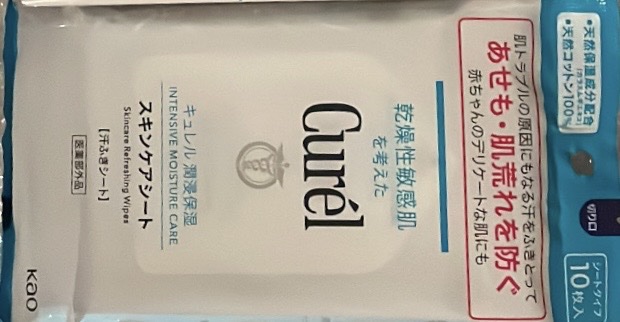 ・天然保湿成分配合
・天然コットン100%
切り口
シートタイプ
10枚入
肌トラブルの原因にもなる汗をふきとって
あせも・肌荒れを防ぐ
赤ちゃんのデリケートな肌にも
乾燥性敏感肌
を考えた
Curél
キュレル 潤浸保湿
INTENSIVE MOISTURE CARE
スキンケアシート
Skincare Refreshing Wipes
【汗ふきシート】
医薬部外品
Kao